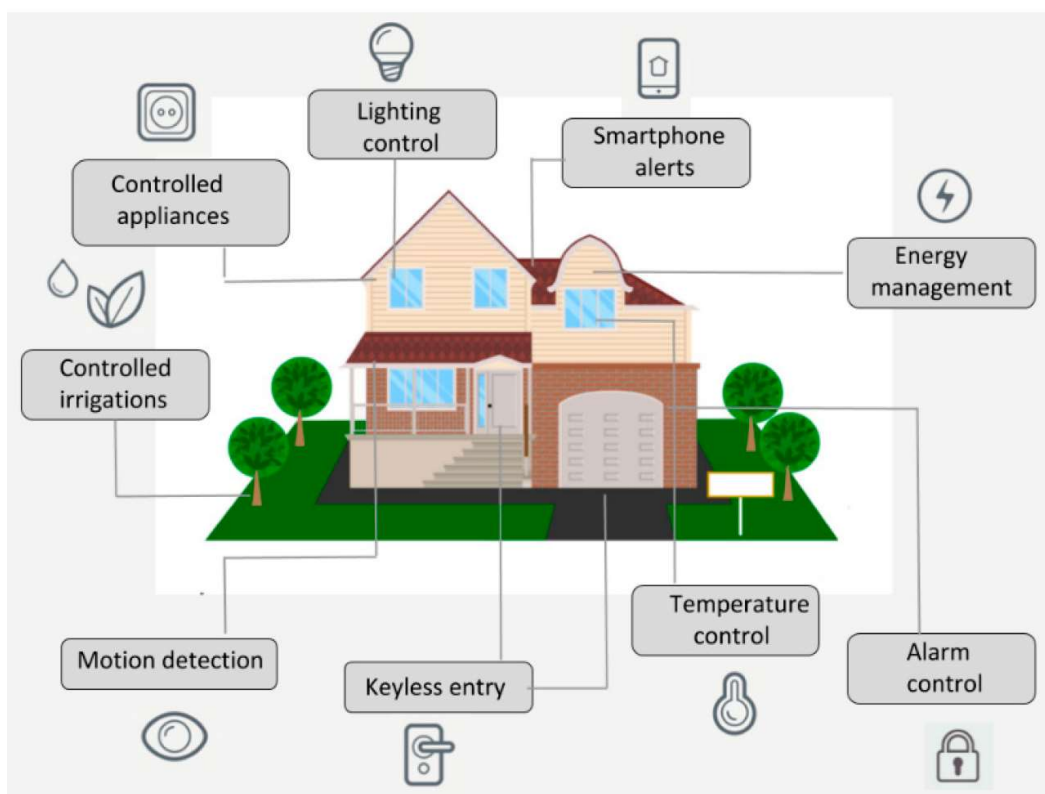 Lighting
control
Smartphone
alerts
Controlled
appliances
Energy
management
Controlled
irrigations
Temperature
control
Motion detection
Keyless entry
Alarm
control